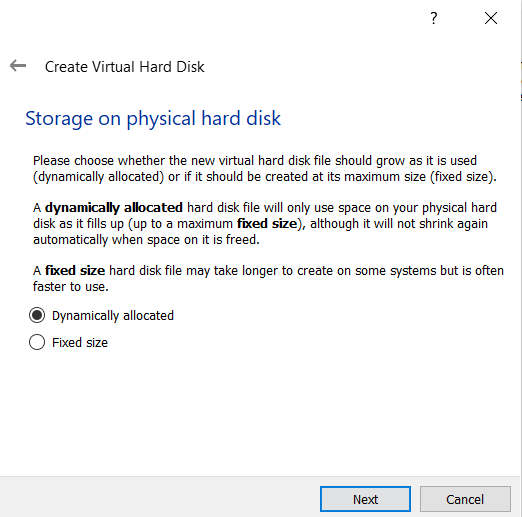 ?
Create Virtual Hard Disk
Storage on physical hard disk
Please choose whether the new virtual hard disk file should grow as it is used
(dynamically allocated) or if it should be created at its maximum size (fixed size).
A dynamically allocated hard disk file will only use space on your physical hard
disk as it fills up (up to a maximum fixed size), although it will not shrink again
automatically when space on it is freed.
A fixed size hard disk file may take longer to create on some systems but is often
faster to use.
Dynamically allocated
Fixed size
Next
Cancel